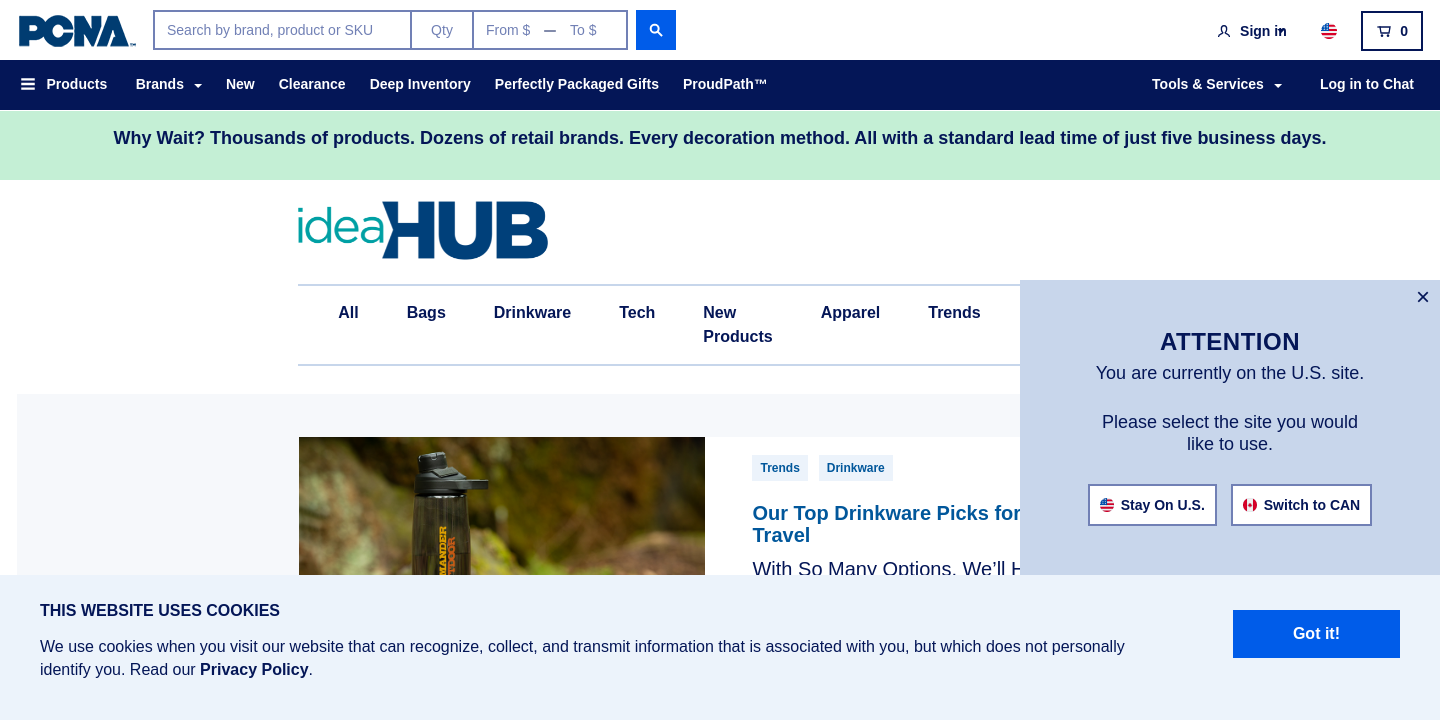 PCNA™
Search by brand, product or SKU
Qty
From $ — To $
Sign in
0
Products
Brands
New
Clearance
Deep Inventory
Perfectly Packaged Gifts
ProudPath™
Tools & Services
Log in to Chat
Why Wait? Thousands of products. Dozens of retail brands. Every decoration method. All with a standard lead time of just five business days.
ideaHUB
All
Bags
Drinkware
Tech
New
Products
Apparel
Trends
×
ATTENTION
You are currently on the U.S. site.
Please select the site you would
like to use.
Stay On U.S.
Switch to CAN
Trends
Drinkware
Our Top Drinkware Picks for
Travel
With So Many Options, We’ll H
MANDER
OUTDOOR
THIS WEBSITE USES COOKIES
We use cookies when you visit our website that can recognize, collect, and transmit information that is associated with you, but which does not personally
identify you. Read our Privacy Policy.
Got it!